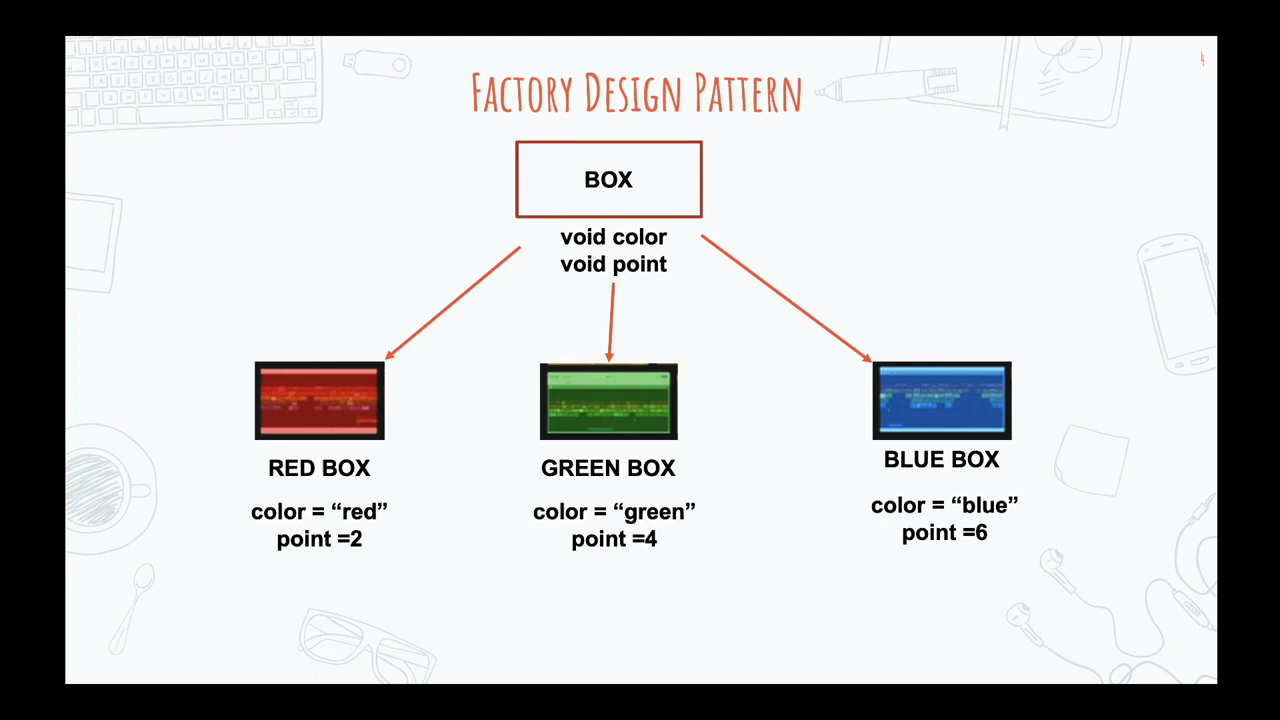 4
FACTORY DESIGN PATTERN
BOX
void color
void point
RED BOX
color = “red”
point =2
GREEN BOX
color = “green”
point =4
BLUE BOX
color = “blue”
point =6